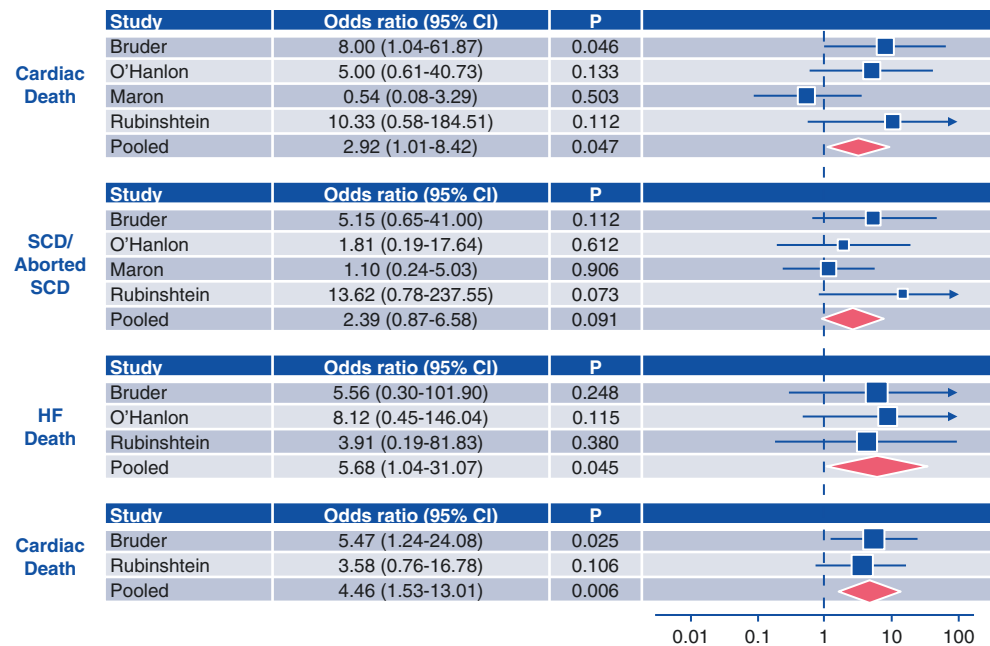 Study Odds ratio (95% CI) P
Bruder 8.00 (1.04-61.87) 0.046
Cardiac Death
O'Hanlon 5.00 (0.61-40.73) 0.133
Maron 0.54 (0.08-3.29) 0.503
Rubinshtein 10.33 (0.58-184.51) 0.112
Pooled 2.92 (1.01-8.42) 0.047
Study Odds ratio (95% CI) P
Bruder 5.15 (0.65-41.00) 0.112
SCD/
Aborted
SCD
O'Hanlon 1.81 (0.19-17.64) 0.612
Maron 1.10 (0.24-5.03) 0.906
Rubinshtein 13.62 (0.78-237.55) 0.073
Pooled 2.39 (0.87-6.58) 0.091
Study Odds ratio (95% CI) P
Bruder 5.56 (0.30-101.90) 0.248
HF
Death
O'Hanlon 8.12 (0.45-146.04) 0.115
Rubinshtein 3.91 (0.19-81.83) 0.380
Pooled 5.68 (1.04-31.07) 0.045
Study Odds ratio (95% CI) P
Cardiac
Death
Bruder 5.47 (1.24-24.08) 0.025
Rubinshtein 3.58 (0.76-16.78) 0.106
Pooled 4.46 (1.53-13.01) 0.006
0.01 0.1 1 10 100